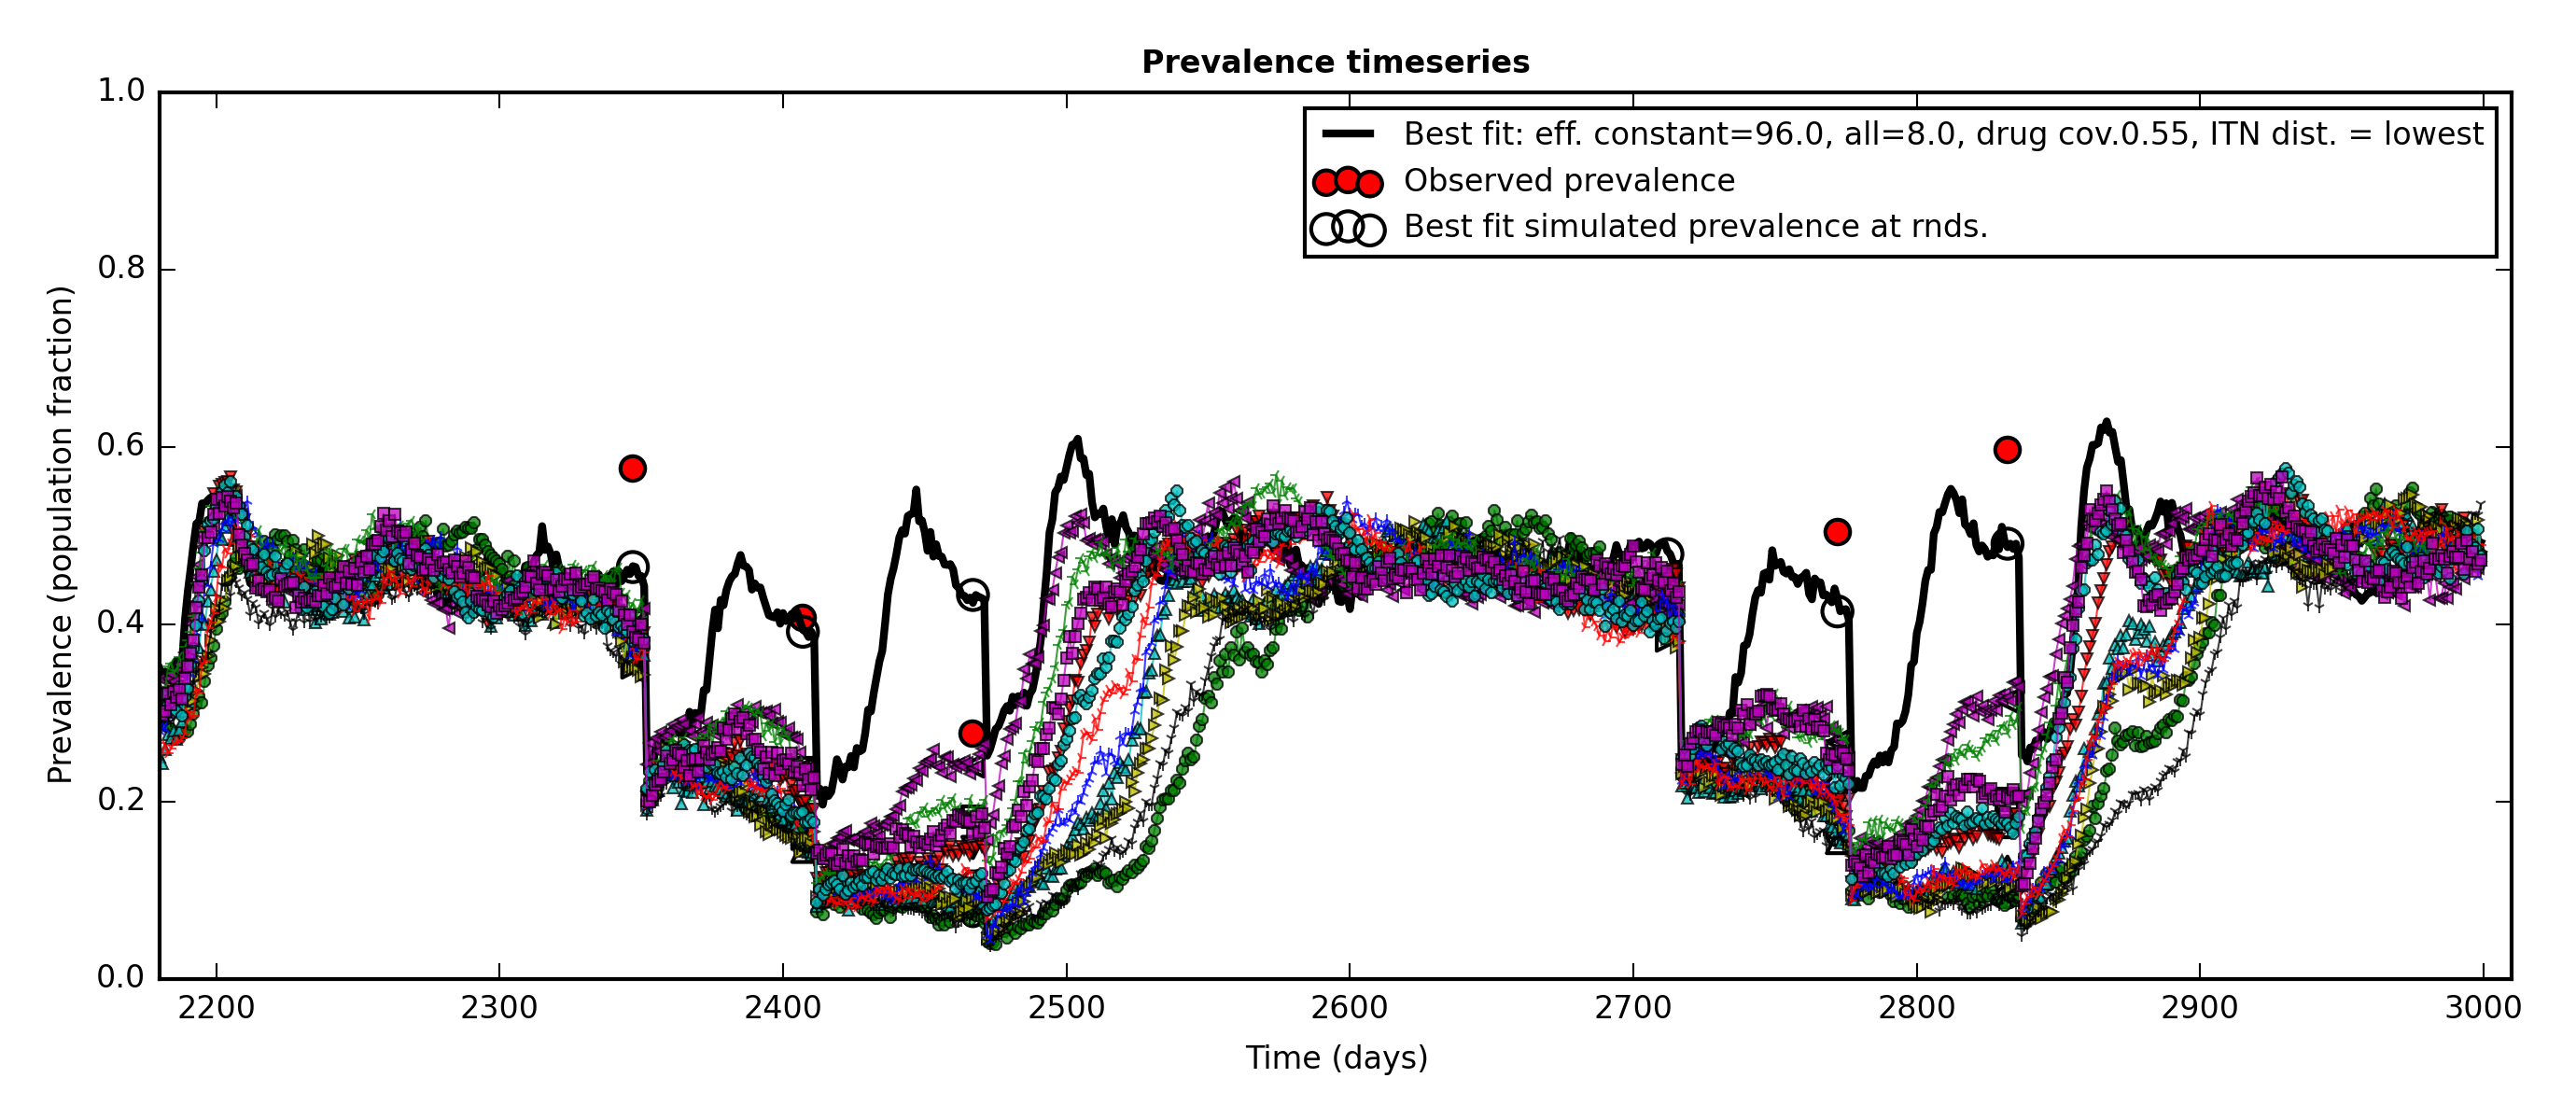 Prevalence timeseries
1.0
0.8
0.6
0.4
0.2
0.0
Prevalence (population fraction)
Best fit: eff. constant=96.0, all=8.0, drug cov.0.55, ITN dist. = lowest
Observed prevalence
Best fit simulated prevalence at rnds.
2200 2300 2400 2500 2600 2700 2800 2900 3000
Time (days)